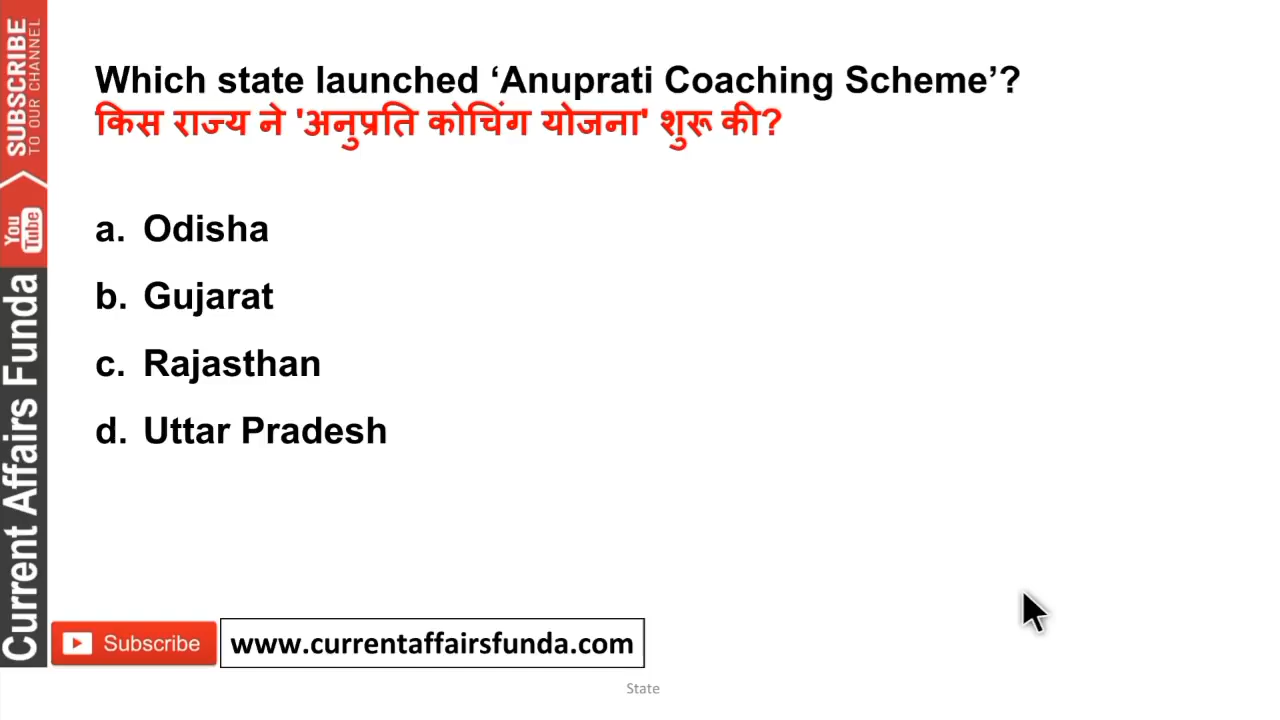 Which state launched ‘Anuprati Coaching Scheme’?
किस राज्य ने 'अनुप्रति कोचिंग योजना' शुरू की?
a. Odisha
b. Gujarat
c. Rajasthan
d. Uttar Pradesh
SUBSCRIBE
TO OUR CHANNEL
You
Tube
Current Affairs Funda
Subscribe
www.currentaffairsfunda.com
State